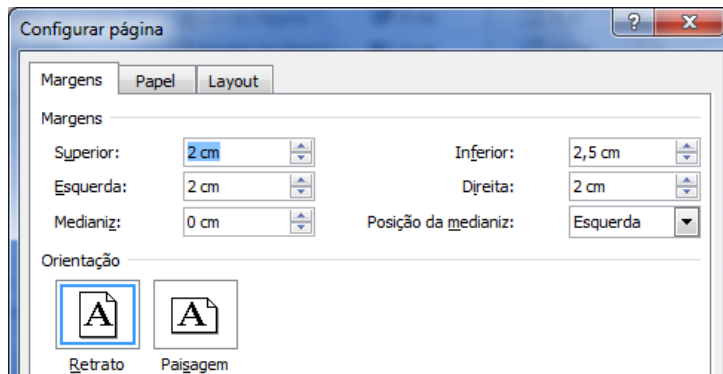 Configurar página
? X
Margens Papel Layout
Margens
Superior: 2 cm Inferior: 2,5 cm
Esquerda: 2 cm Direita: 2 cm
Medianiz: 0 cm Posição da medianiz: Esquerda
Orientação
A A
Retrato Paisagem